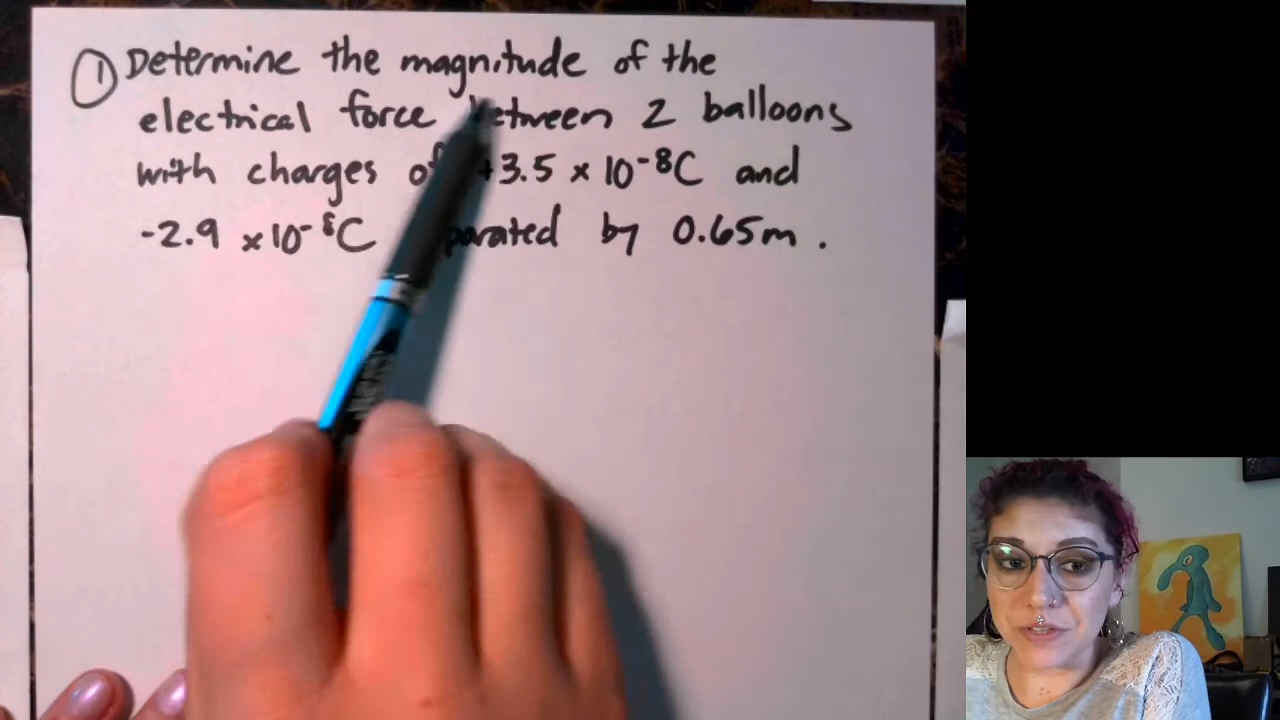 ① Determine the magnitude of the
electrical force between 2 balloons
with charges of +3.5 × 10⁻⁸C and
-2.9 × 10⁻⁸C separated by 0.65m.